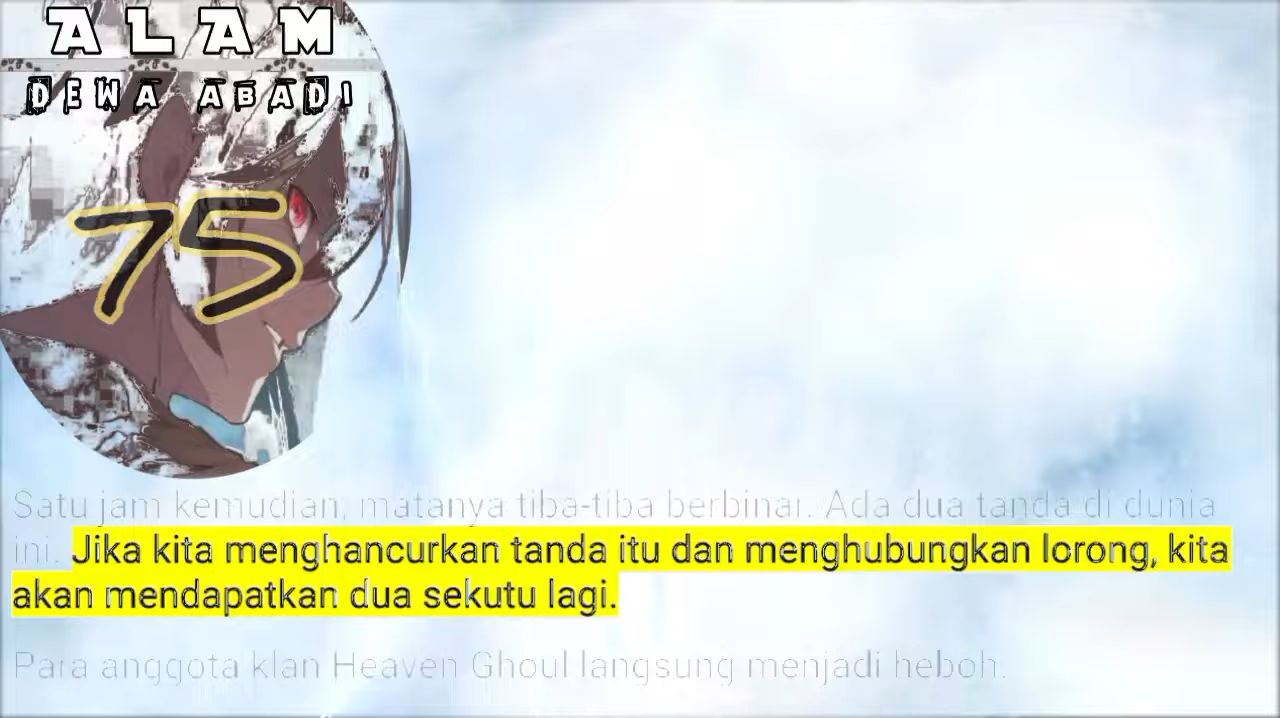 ALAM
DEWA ABADI
75
Satu jam kemudian, matanya tiba-tiba berbinar. Ada dua tanda di dunia
ini. Jika kita menghancurkan tanda itu dan menghubungkan lorong, kita
akan mendapatkan dua sekutu lagi.
Para anggota klan Heaven Ghoul langsung menjadi heboh.